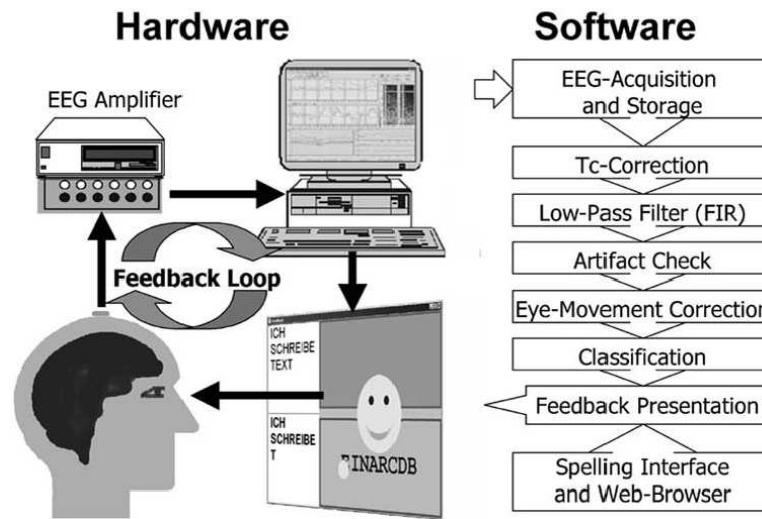 Hardware
EEG Amplifier
Feedback Loop
ICH
SCHREIBE
TEXT
ICH
SCHREIBE
T
EINARCDB
Software
EEG-Acquisition
and Storage
Tc-Correction
Low-Pass Filter (FIR)
Artifact Check
Eye-Movement Correction
Classification
Feedback Presentation
Spelling Interface
and Web-Browser